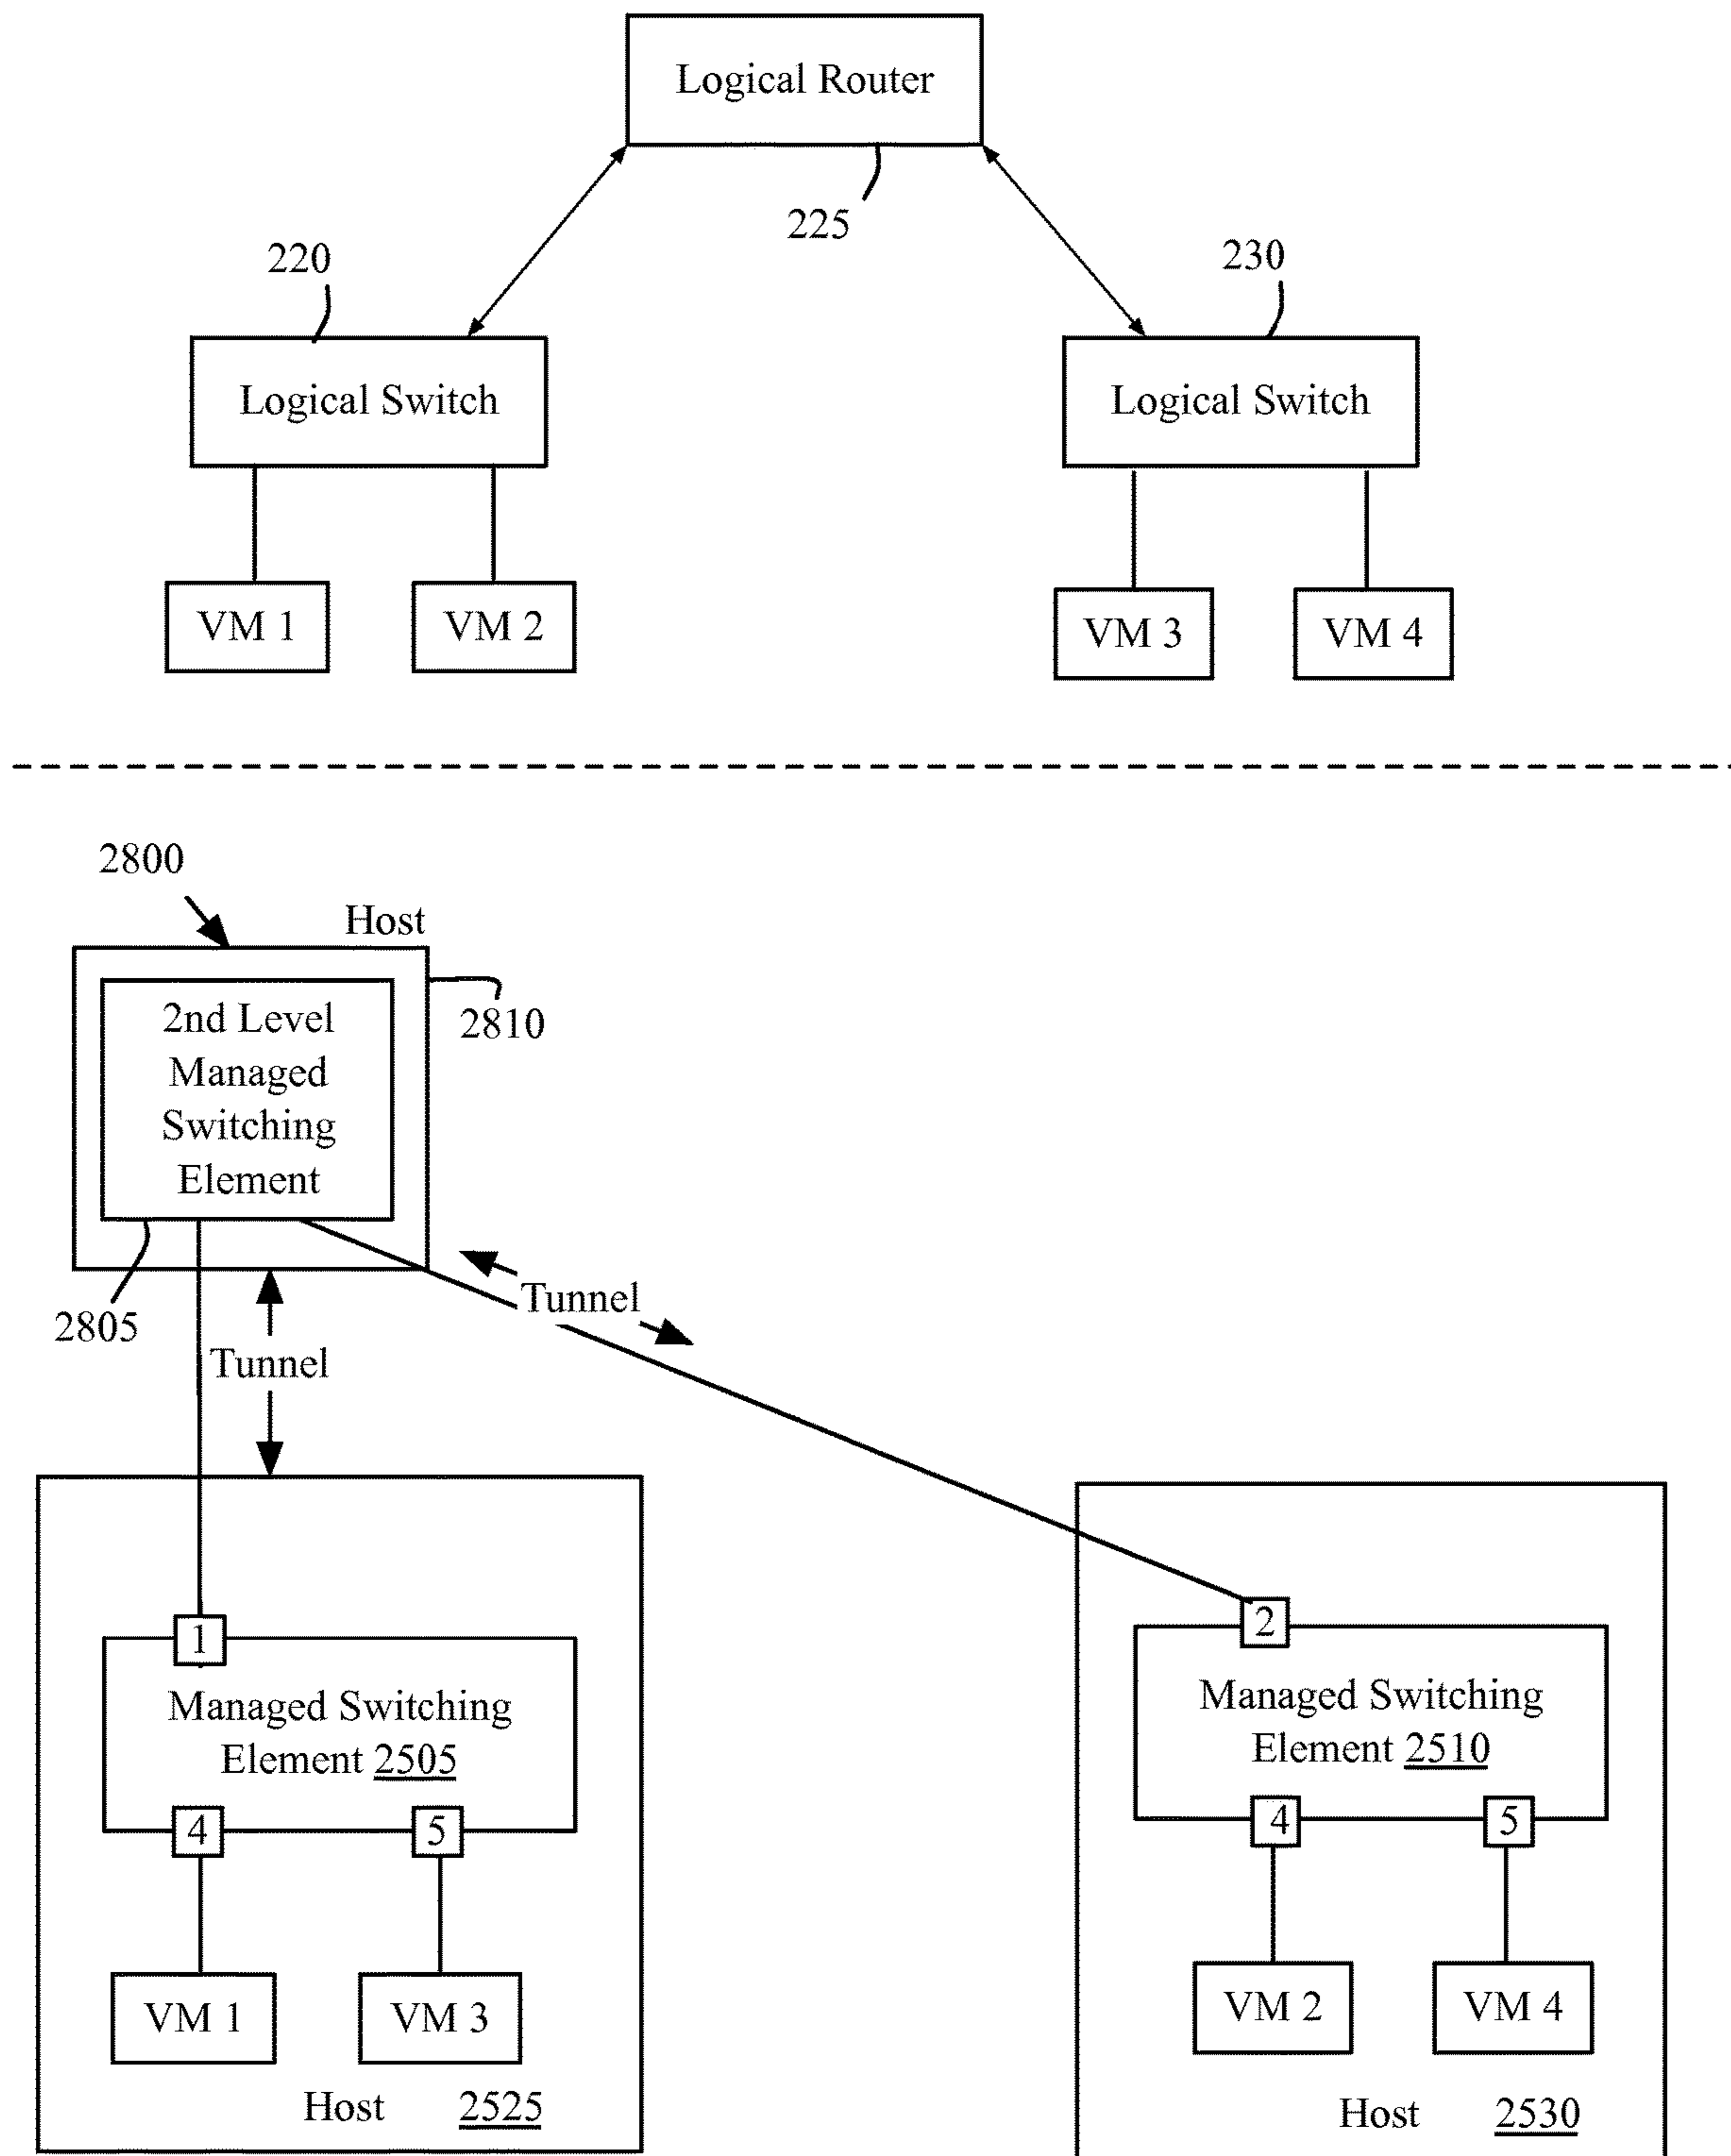 Logical Router
225
220
230
Logical Switch
Logical Switch
VM 1
VM 2
VM 3
VM 4
2800
Host
2nd Level
Managed
Switching
Element
2810
2805
Tunnel
Tunnel
1
Managed Switching
Element 2505
4
5
VM 1
VM 3
Host 2525
2
Managed Switching
Element 2510
4
5
VM 2
VM 4
Host 2530